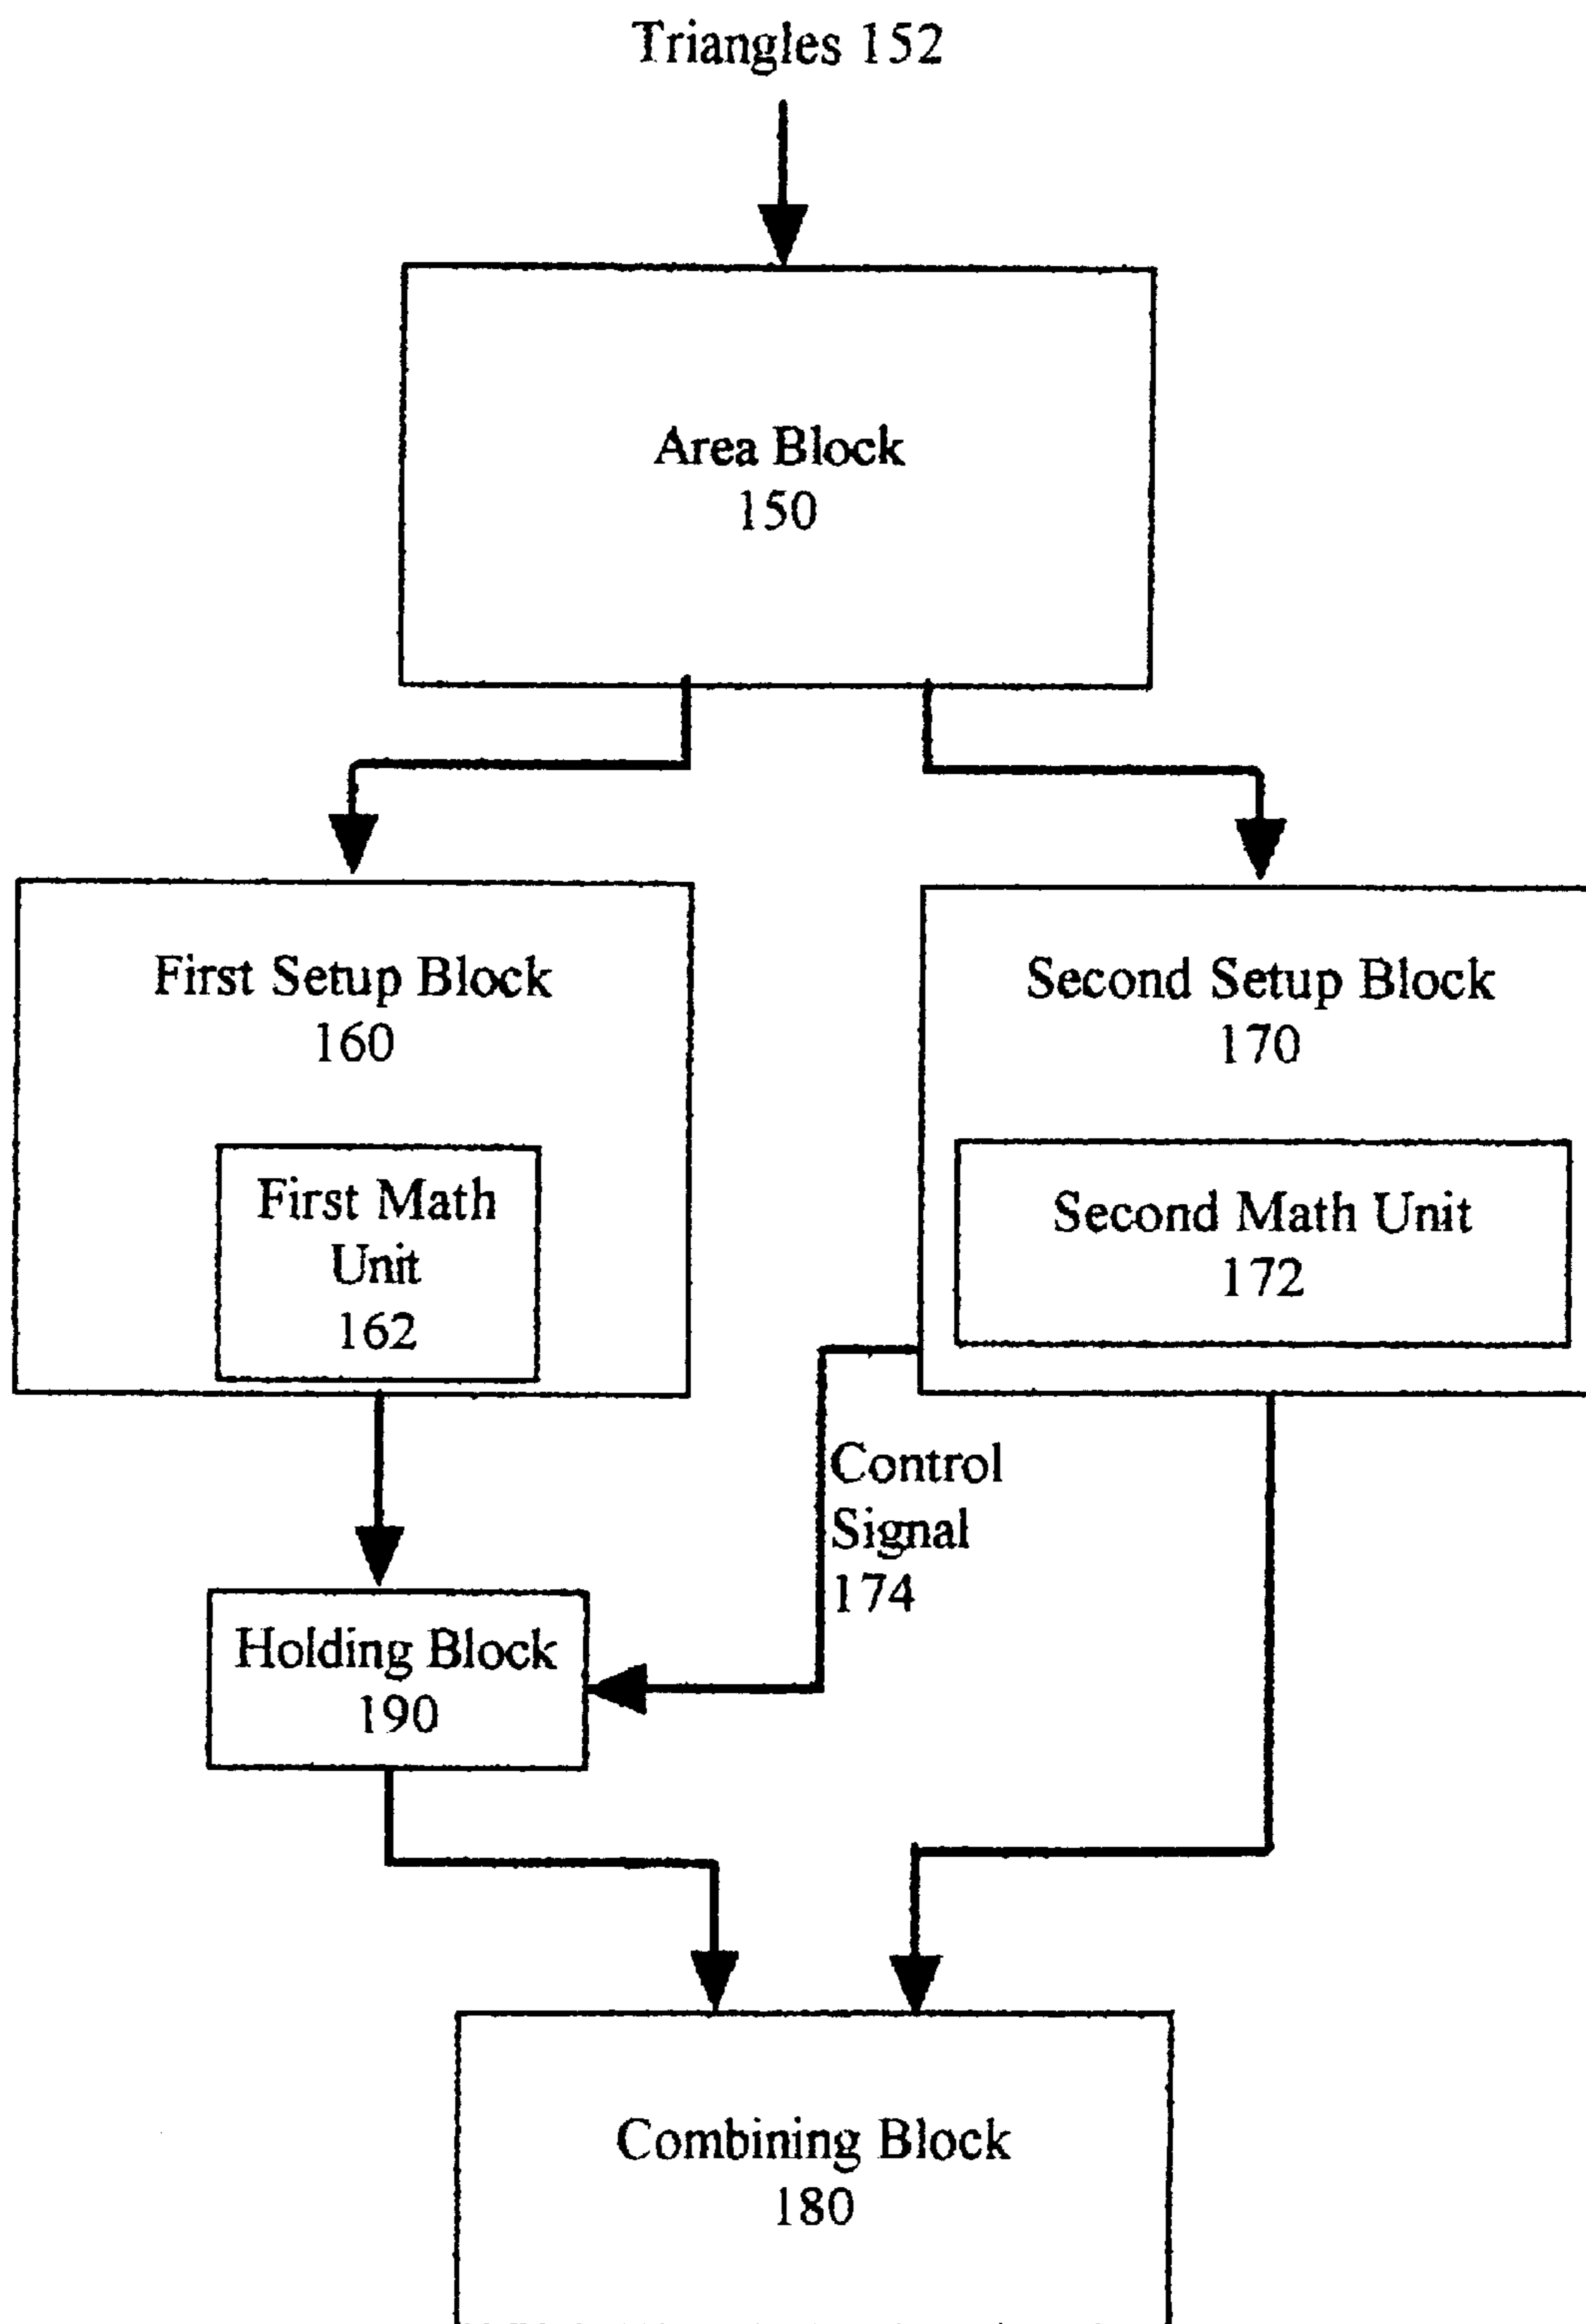 Triangles 152
Area Block
150
First Setup Block
160
Second Setup Block
170
First Math
Unit
162
Second Math Unit
172
Control
Signal
174
Holding Block
190
Combining Block
180